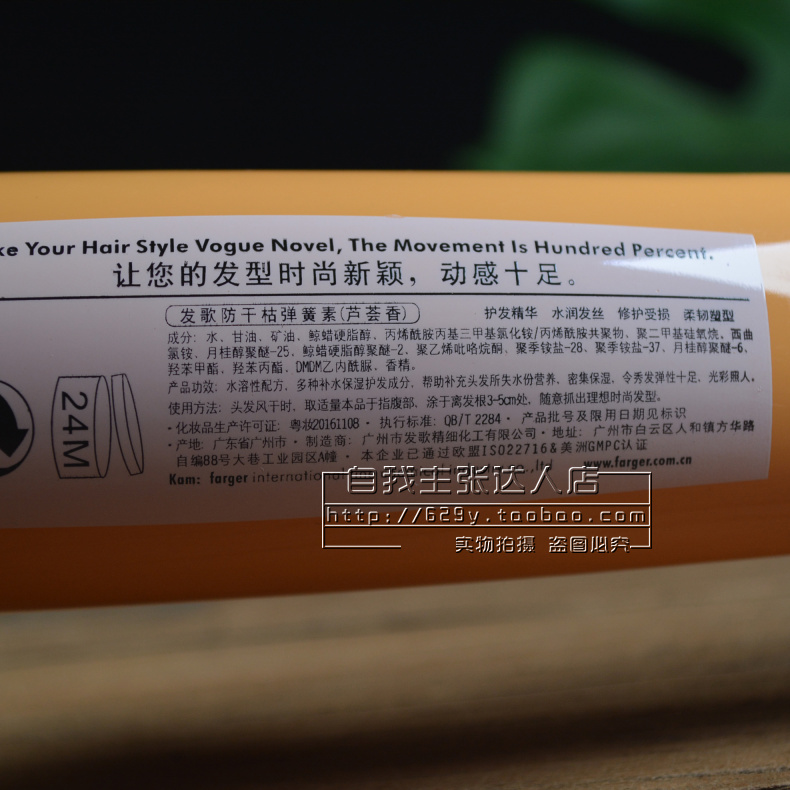 ke Your Hair Style Vogue Novel, The Movement Is Hundred Percent.
让您的发型时尚新颖，动感十足。
发歌防干枯弹簧素(芦荟香) 护发精华 水润发丝 修护受损 柔韧塑型
成分：水、甘油、矿油、鲸蜡硬脂醇、丙烯酰胺丙基三甲基氯化铵/丙烯酰胺共聚物、聚二甲基硅氧烷、西曲
氯铵、月桂醇聚醚-25、鲸蜡硬脂醇聚醚-2、聚乙烯吡咯烷酮、聚季铵盐-28、聚季铵盐-37、月桂醇聚醚-6、
羟苯甲酯、羟苯丙酯、DMDM乙内酰脲、香精。
产品功效：水溶性配方，多种补水保湿护发成分，帮助补充头发所失水份营养、密集保湿，令秀发弹性十足，光彩照人。
使用方法：头发风干时、取适量本品于指腹部、涂于离发根3-5cm处，随意抓出理想时尚发型。
·化妆品生产许可证：粤妆20161108·执行标准：QB/T 2284·产品批号及限用日期见标识
·产地：广东省广州市·制造商：广州市发歌精细化工有限公司·地址：广州市白云区人和镇方华路
自编88号大巷工业园区A幢·本企业已通过欧盟ISO22716&美洲GMPC认证
Kam: farger international co.,ltd www.farger.com.cn
24M
自我主张达人店
http://629y.taobao.com
实物拍摄 盗图必究